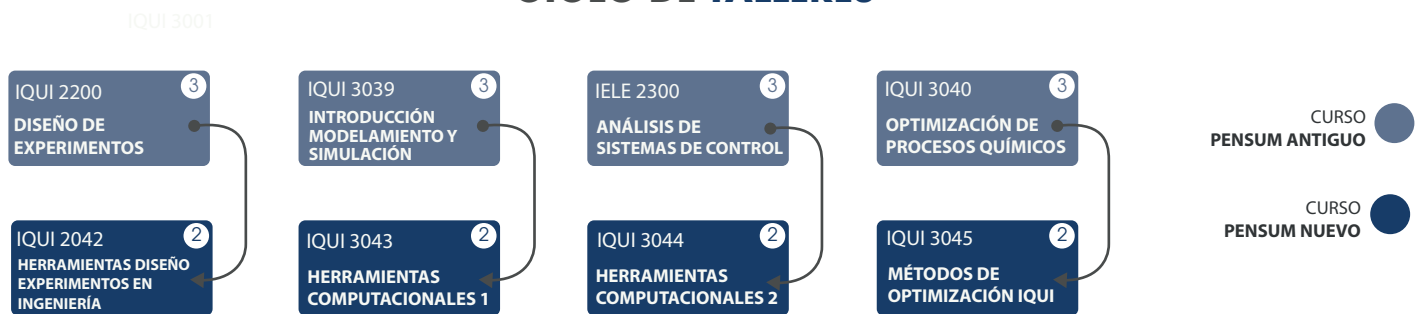 CICLO DE TALLERES
IQUI 3001
IQUI 2200
3
DISEÑO DE
EXPERIMENTOS
IQUI 3039
3
INTRODUCCIÓN
MODELAMIENTO Y
SIMULACIÓN
IELE 2300
3
ANÁLISIS DE
SISTEMAS DE CONTROL
IQUI 3040
3
OPTIMIZACIÓN DE
PROCESOS QUÍMICOS
CURSO
PENSUM ANTIGUO
IQUI 2042
2
HERRAMIENTAS DISEÑO
EXPERIMENTOS EN
INGENIERÍA
IQUI 3043
2
HERRAMIENTAS
COMPUTACIONALES 1
IQUI 3044
2
HERRAMIENTAS
COMPUTACIONALES 2
IQUI 3045
2
MÉTODOS DE
OPTIMIZACIÓN IQUI
CURSO
PENSUM NUEVO